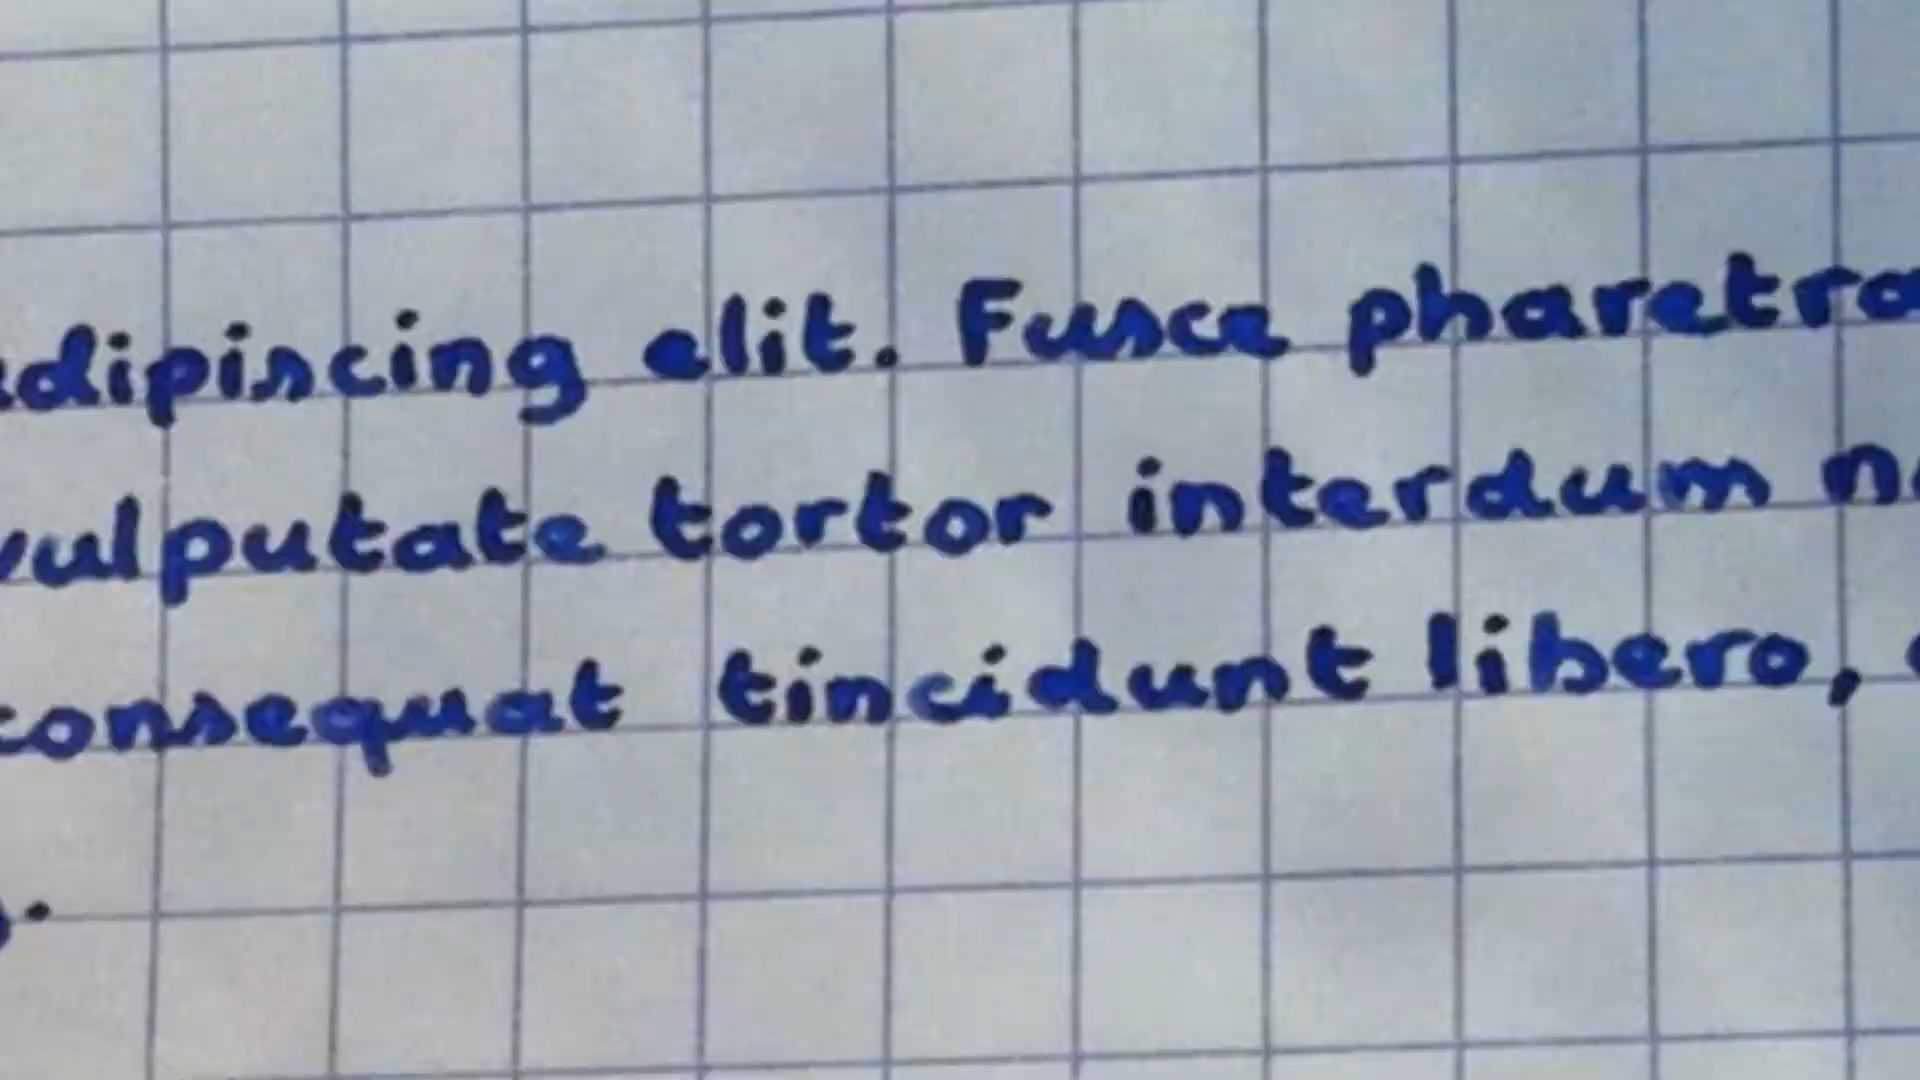 adipiscing elit. Fusce pharetra
vulputate tortor interdum
consequat tincidunt libero,